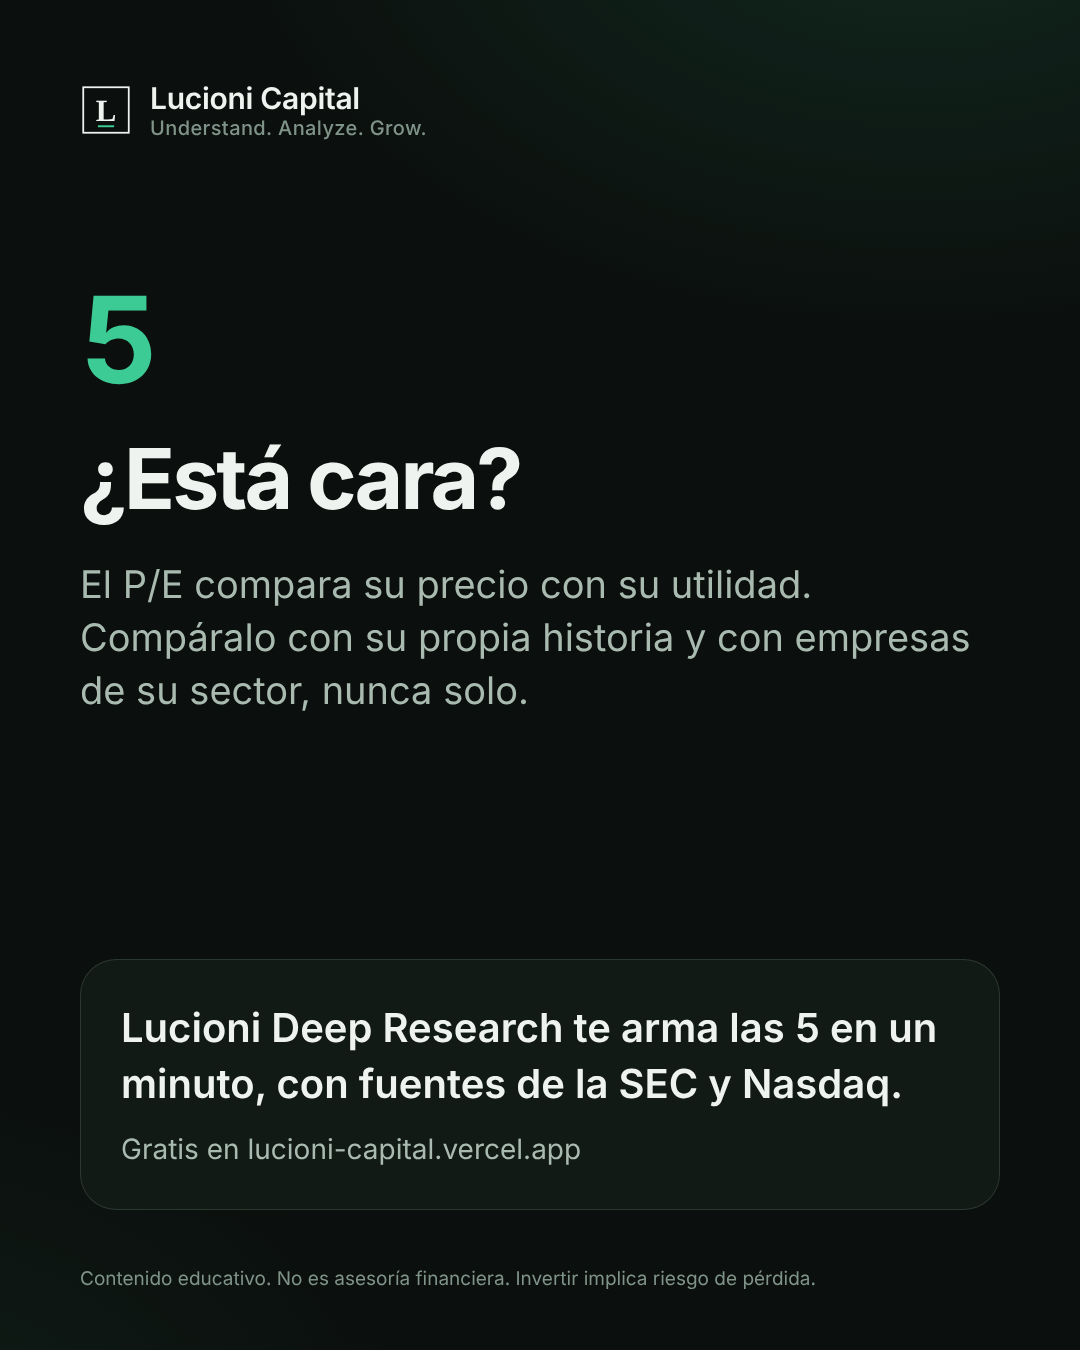 L
Lucioni Capital
Understand. Analyze. Grow.
5
¿Está cara?
El P/E compara su precio con su utilidad.
Compáralo con su propia historia y con empresas
de su sector, nunca solo.
Lucioni Deep Research te arma las 5 en un
minuto, con fuentes de la SEC y Nasdaq.
Gratis en lucioni-capital.vercel.app
Contenido educativo. No es asesoría financiera. Invertir implica riesgo de pérdida.